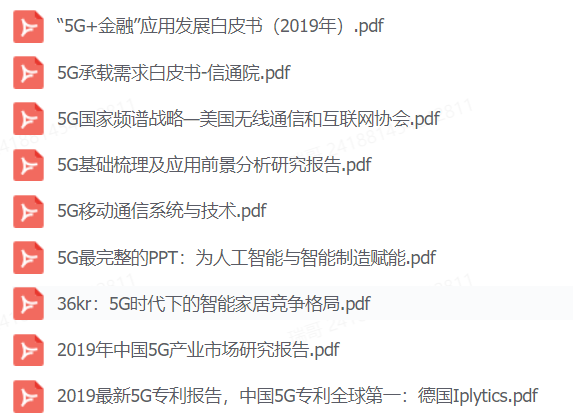 “5G+金融”应用发展白皮书（2019年）.pdf
5G承载需求白皮书-信通院.pdf
5G国家频谱战略—美国无线通信和互联网协会.pdf
5G基础梳理及应用前景分析研究报告.pdf
5G移动通信系统与技术.pdf
5G最完整的PPT：为人工智能与智能制造赋能.pdf
36kr：5G时代下的智能家居竞争格局.pdf
2019年中国5G产业市场研究报告.pdf
2019最新5G专利报告，中国5G专利全球第一：德国Iplytics.pdf